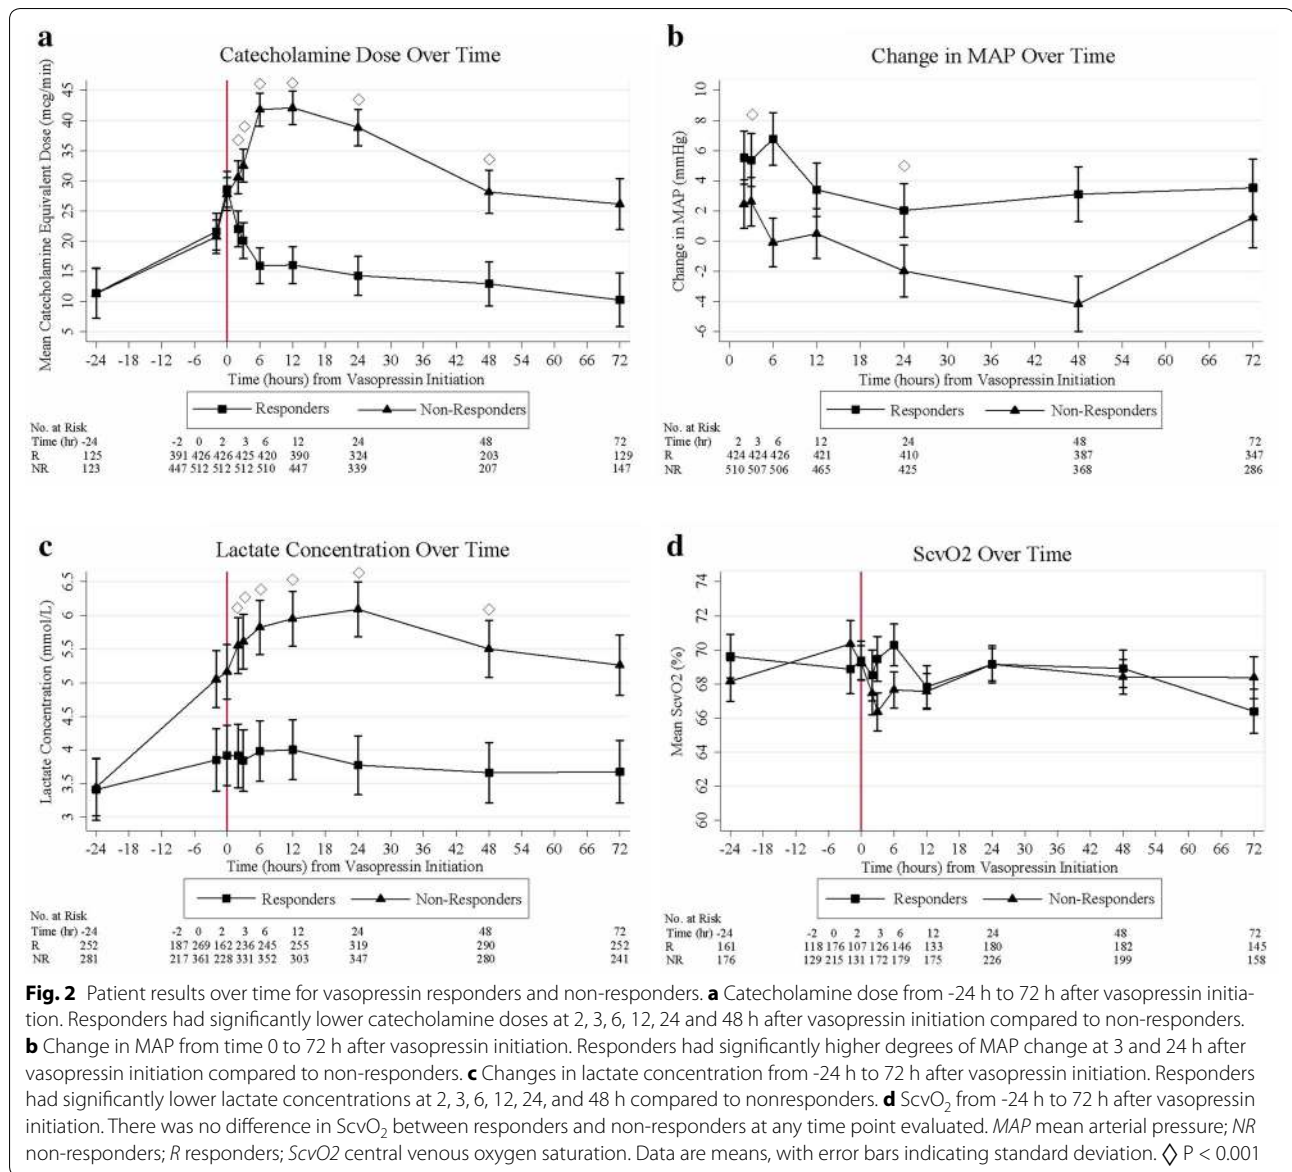 a
Catecholamine Dose Over Time
Mean Catecholamine Equivalent Dose (mcg/min)
45
40
35
30
25
20
15
10
5
-24 -18 -12 -6 0 6 12 18 24 30 36 42 48 54 60 66 72
Time (hours) from Vasopressin Initiation
Responders Non-Responders
No. at Risk
Time (hr) -24 -2 0 2 3 6 12 24 48 72
R 125 391 426 426 425 420 390 324 203 129
NR 123 447 512 512 512 510 447 339 207 147
b
Change in MAP Over Time
Change in MAP (mmHg)
10
8
6
4
2
0
-2
-4
-6
0 6 12 18 24 30 36 42 48 54 60 66 72
Time (hours) from Vasopressin Initiation
Responders Non-Responders
No. at Risk
Time (hr) 2 3 6 12 24 48 72
R 424 424 426 421 410 387 347
NR 510 507 506 465 425 368 286
c
Lactate Concentration Over Time
Lactate Concentration (mmol/L)
6.5
6
5.5
5
4.5
4
3.5
3
-24 -18 -12 -6 0 6 12 18 24 30 36 42 48 54 60 66 72
Time (hours) from Vasopressin Initiation
Responders Non-Responders
No. at Risk
Time (hr) -24 -2 0 2 3 6 12 24 48 72
R 252 187 269 162 236 245 255 319 290 252
NR 281 217 361 228 331 352 303 347 280 241
d
ScvO2 Over Time
Mean ScvO2 (%)
74
72
70
68
66
64
62
60
-24 -18 -12 -6 0 6 12 18 24 30 36 42 48 54 60 66 72
Time (hours) from Vasopressin Initiation
Responders Non-Responders
No. at Risk
Time (hr) -24 -2 0 2 3 6 12 24 48 72
R 161 118 176 107 126 146 133 180 182 145
NR 176 129 215 131 172 179 175 226 199 158
Fig. 2 Patient results over time for vasopressin responders and non-responders. a Catecholamine dose from -24 h to 72 h after vasopressin initia-
tion. Responders had significantly lower catecholamine doses at 2, 3, 6, 12, 24 and 48 h after vasopressin initiation compared to non-responders.
b Change in MAP from time 0 to 72 h after vasopressin initiation. Responders had significantly higher degrees of MAP change at 3 and 24 h after
vasopressin initiation compared to non-responders. c Changes in lactate concentration from -24 h to 72 h after vasopressin initiation. Responders
had significantly lower lactate concentrations at 2, 3, 6, 12, 24, and 48 h compared to nonresponders. d ScvO2 from -24 h to 72 h after vasopressin
initiation. There was no difference in ScvO2 between responders and non-responders at any time point evaluated. MAP mean arterial pressure; NR
non-responders; R responders; ScvO2 central venous oxygen saturation. Data are means, with error bars indicating standard deviation. ◊ P < 0.001